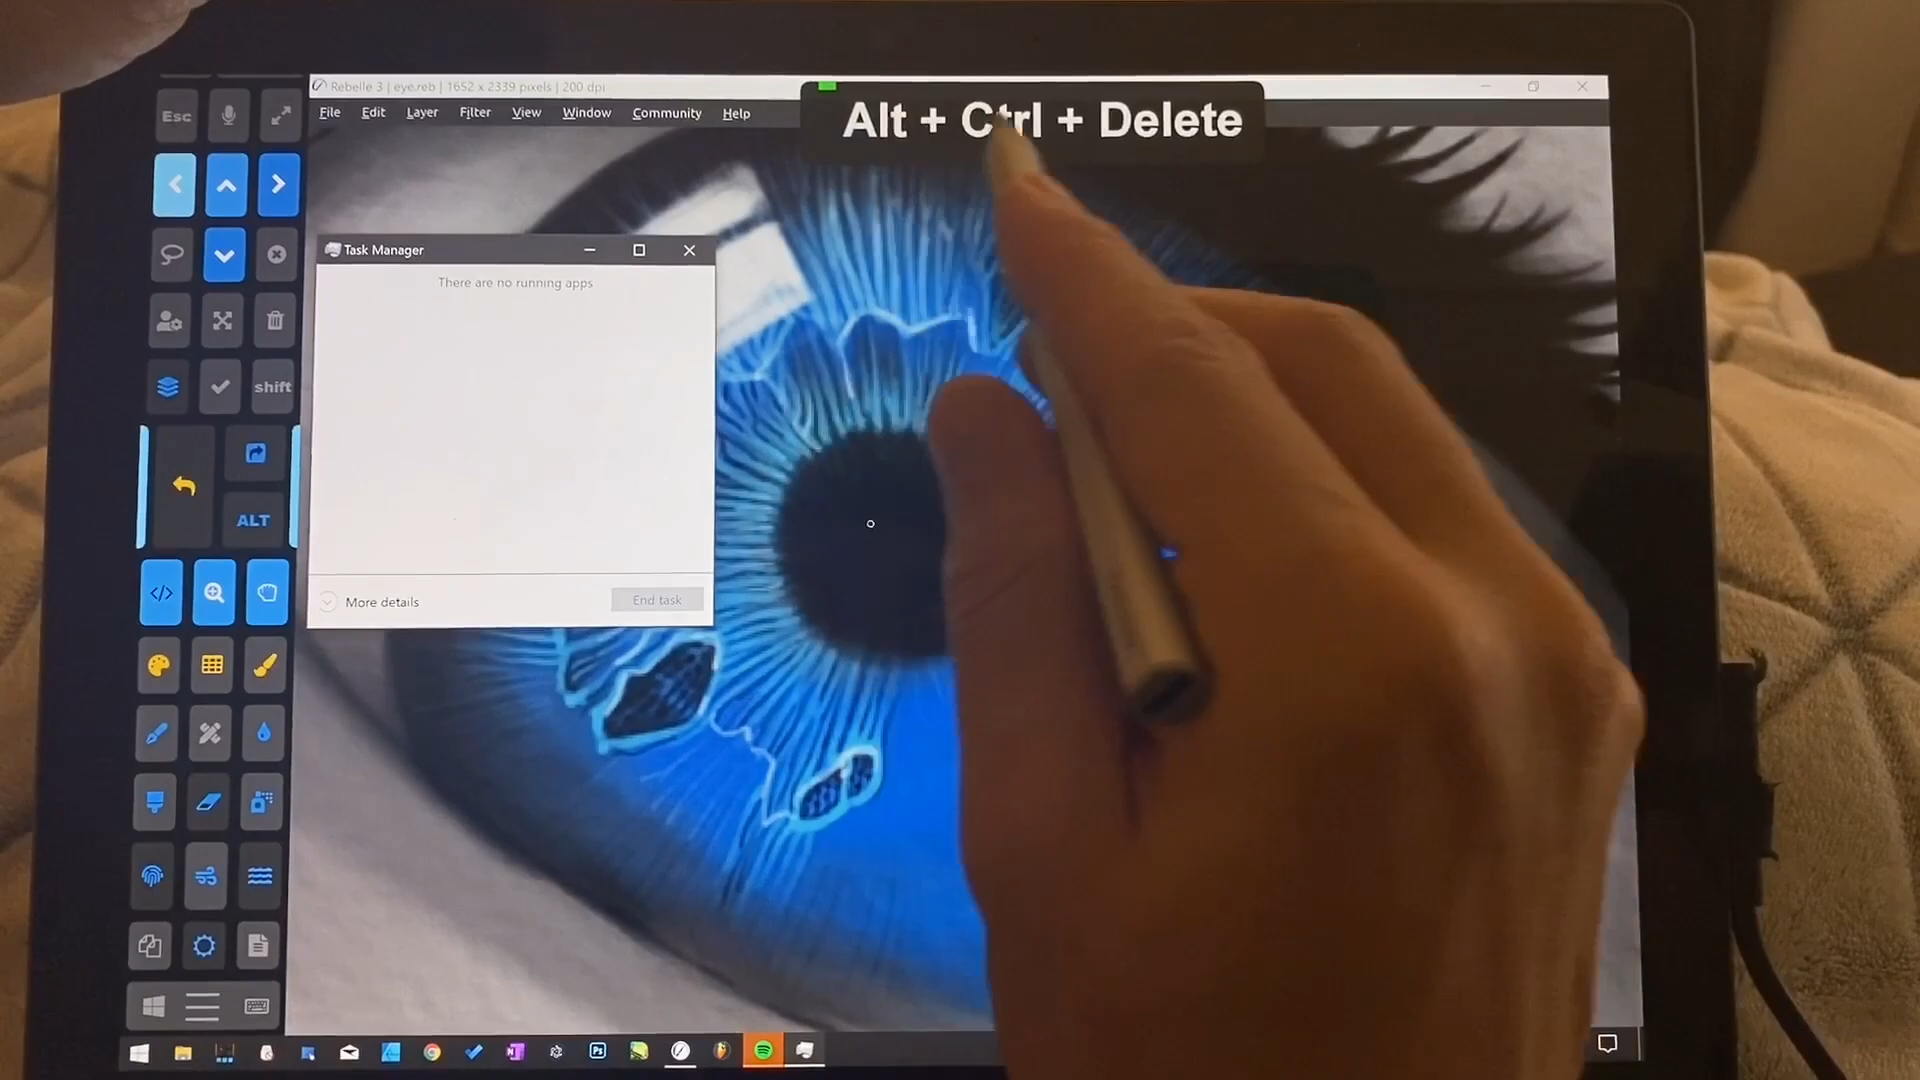 Rebelle 3 | eye.reb | 1652 x 2339 pixels | 200 dpi
File Edit Layer Filter View Window Community Help
Alt + Ctrl + Delete
Esc
Task Manager
There are no running apps
shift
ALT
More details
End task
Ps